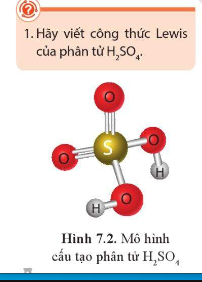 1. Hãy viết công thức Lewis
của phân tử H₂SO₄.
O
O
S
O
H
O
H
Hình 7.2. Mô hình
cấu tạo phân tử H₂SO₄